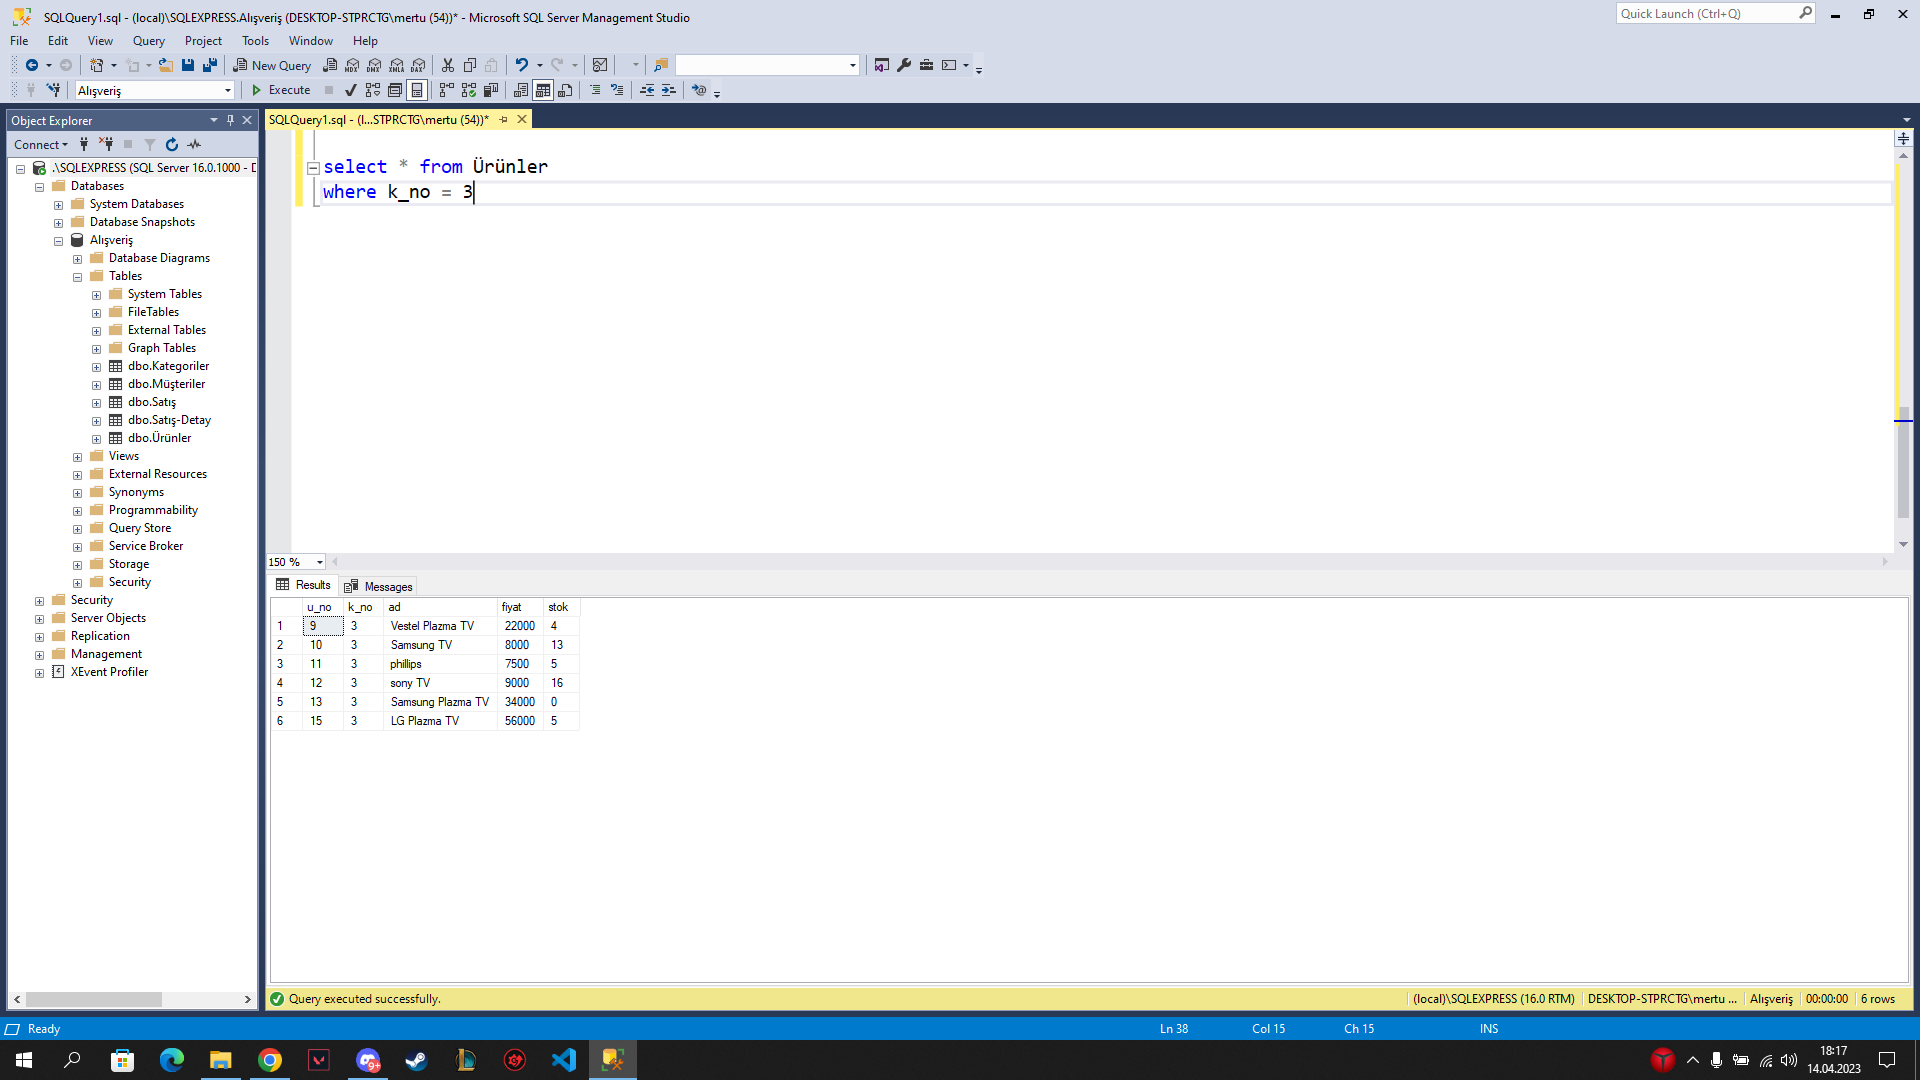 SQLQuery1.sql - (local)\SQLEXPRESS.Alışveriş (DESKTOP-STPRCTG\mertu (54))* - Microsoft SQL Server Management Studio
Quick Launch (Ctrl+Q)
File Edit View Query Project Tools Window Help
New Query
MDX DMX XMLA DAX
Alışveriş
Execute
Object Explorer
SQLQuery1.sql - (l...STPRCTG\mertu (54))*
Connect
.\SQLEXPRESS (SQL Server 16.0.1000 - D
Databases
System Databases
Database Snapshots
Alışveriş
Database Diagrams
Tables
System Tables
FileTables
External Tables
Graph Tables
dbo.Kategoriler
dbo.Müşteriler
dbo.Satış
dbo.Satış-Detay
dbo.Ürünler
Views
External Resources
Synonyms
Programmability
Query Store
Service Broker
Storage
Security
Security
Server Objects
Replication
Management
XEvent Profiler
select * from Ürünler
where k_no = 3
150 %
Results Messages
u_no k_no ad fiyat stok
1 9 3 Vestel Plazma TV 22000 4
2 10 3 Samsung TV 8000 13
3 11 3 phillips 7500 5
4 12 3 sony TV 9000 16
5 13 3 Samsung Plazma TV 34000 0
6 15 3 LG Plazma TV 56000 5
Query executed successfully.
(local)\SQLEXPRESS (16.0 RTM) DESKTOP-STPRCTG\mertu ... Alışveriş 00:00:00 6 rows
Ready
Ln 38 Col 15 Ch 15 INS
9+
18:17
14.04.2023